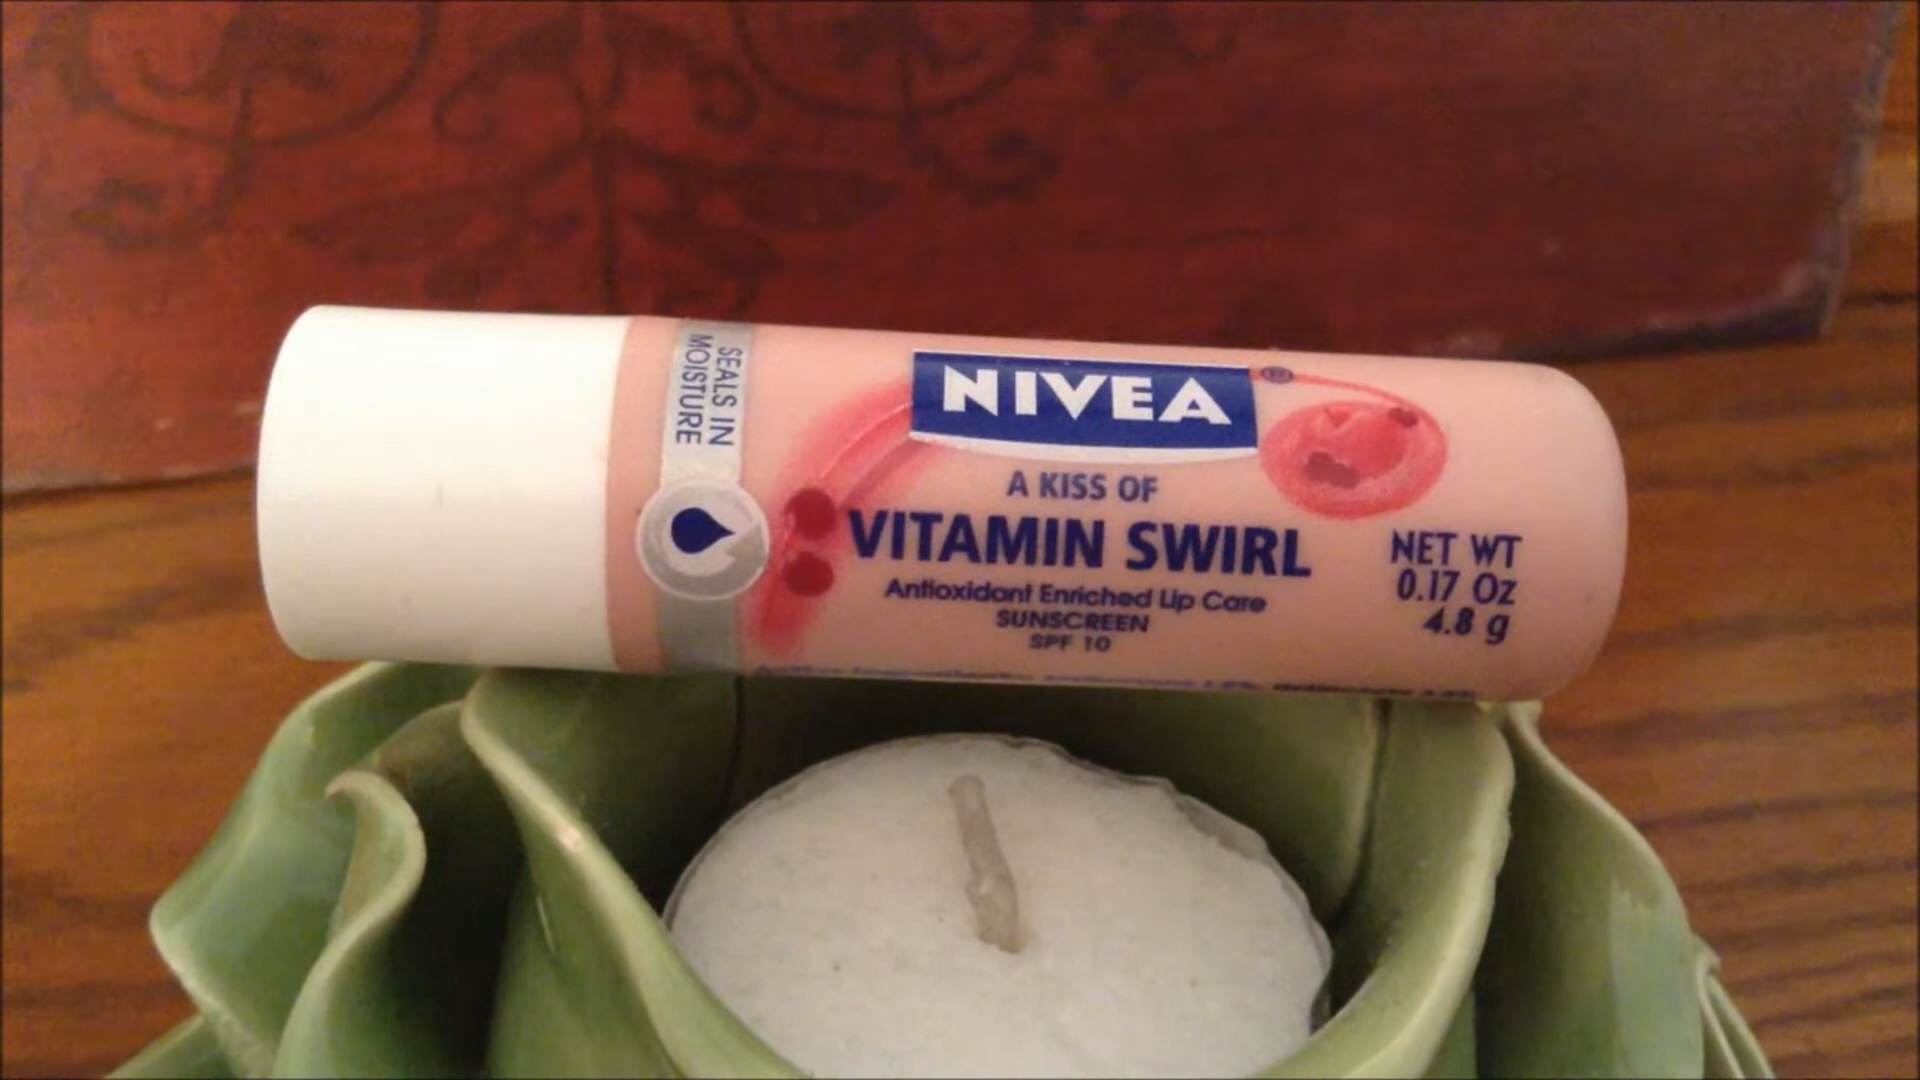 SEALS IN
MOISTURE
NIVEA®
A KISS OF
VITAMIN SWIRL
Antioxidant Enriched Lip Care
SUNSCREEN
SPF 10
NET WT
0.17 Oz
4.8 g